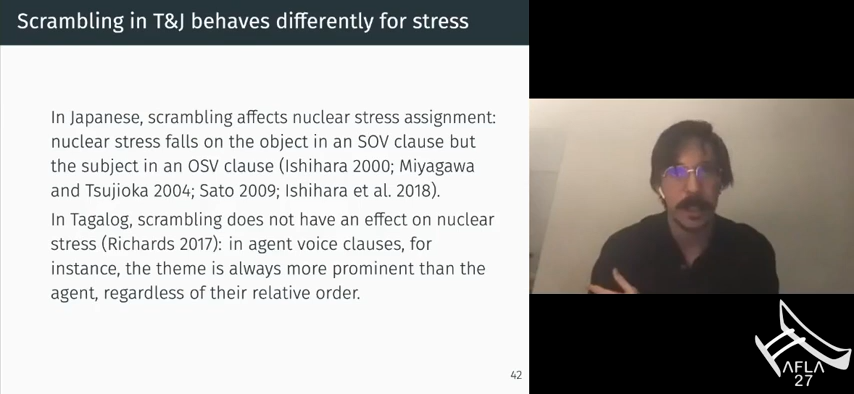 Scrambling in T&J behaves differently for stress
In Japanese, scrambling affects nuclear stress assignment:
nuclear stress falls on the object in an SOV clause but
the subject in an OSV clause (Ishihara 2000; Miyagawa
and Tsujioka 2004; Sato 2009; Ishihara et al. 2018).
In Tagalog, scrambling does not have an effect on nuclear
stress (Richards 2017): in agent voice clauses, for
instance, the theme is always more prominent than the
agent, regardless of their relative order.
42
AFLA
27